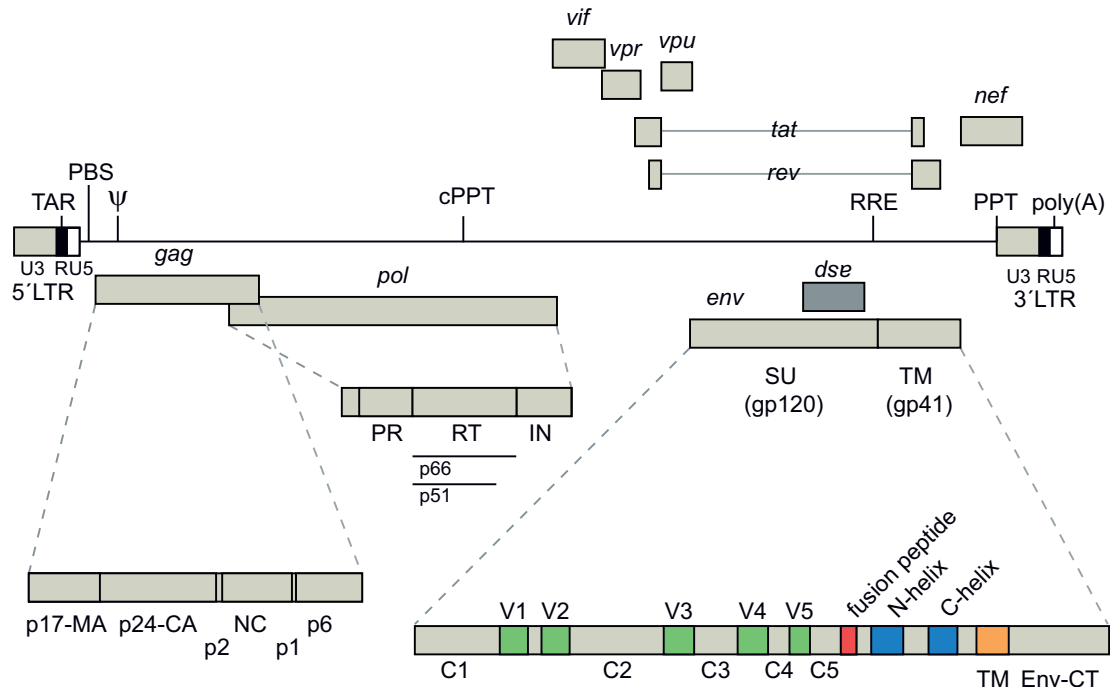 vif
vpr
vpu
nef
tat
rev
PBS
TAR
ψ
cPPT
RRE
PPT
poly(A)
U3 RU5
5´LTR
gag
pol
env
asp
U3 RU5
3´LTR
SU
(gp120)
TM
(gp41)
PR RT IN
p66
p51
fusion peptide
N-helix
C-helix
V1 V2 V3 V4 V5
p17-MA p24-CA p2 NC p1 p6
C1 C2 C3 C4 C5
TM Env-CT